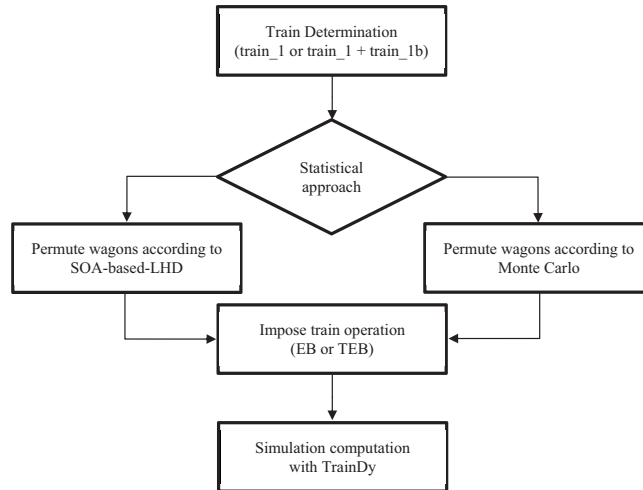 Train Determination
(train_1 or train_1 + train_1b)
Statistical
approach
Permute wagons according to
SOA-based-LHD
Permute wagons according to
Monte Carlo
Impose train operation
(EB or TEB)
Simulation computation
with TrainDy